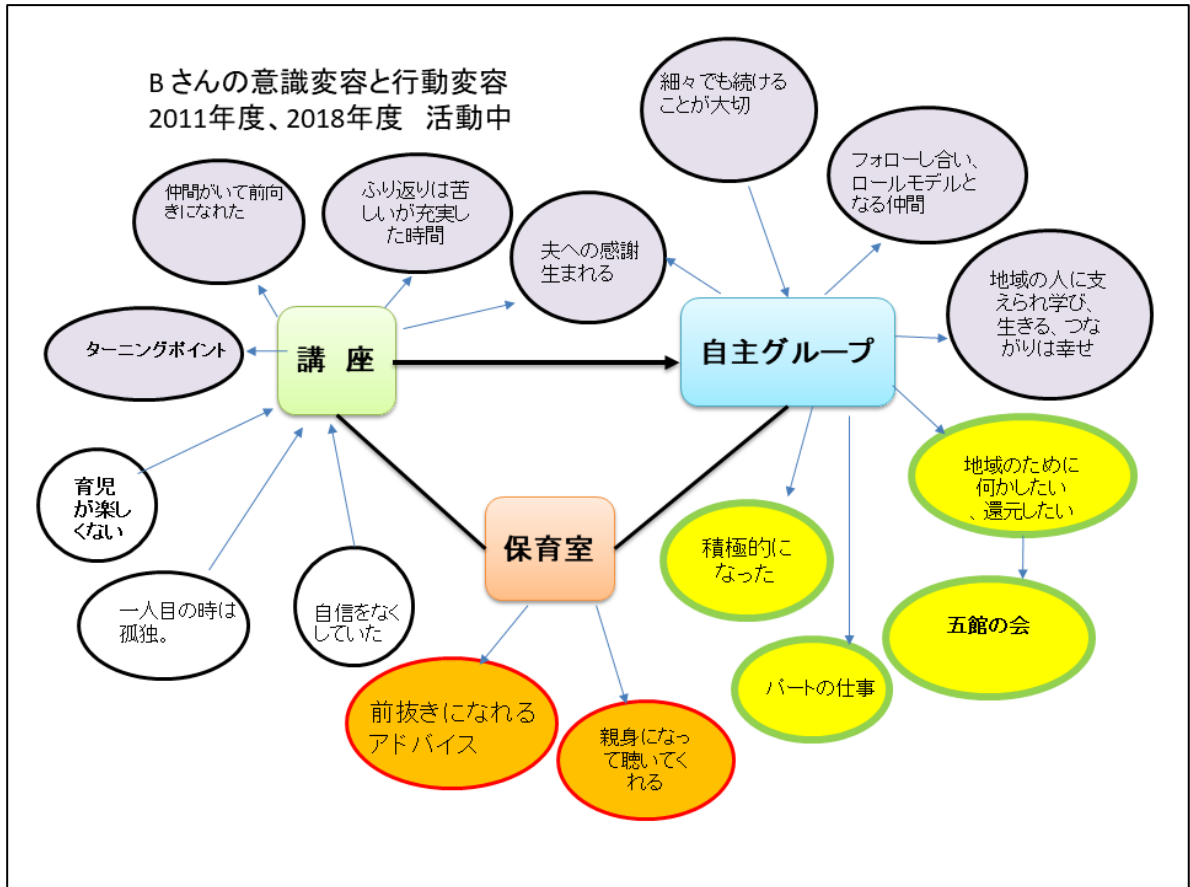 Bさんの意識変容と行動変容
2011年度、2018年度　活動中
細々でも続ける
ことが大切
仲間がいて前向
きになれた
ふり返りは苦
しいが充実し
た時間
夫への感謝
生まれる
フォローし合い、
ロールモデルと
なる仲間
地域の人に支
えられ学び、
生きる、つな
がりは幸せ
ターニングポイント
講　座
自主グループ
育児
が楽し
くない
一人目の時は
孤独。
自信をなく
していた
保育室
積極的に
なった
地域のために
何かしたい
、還元したい
五館の会
パートの仕事
前抜きになれる
アドバイス
親身になっ
て聴いてく
れる